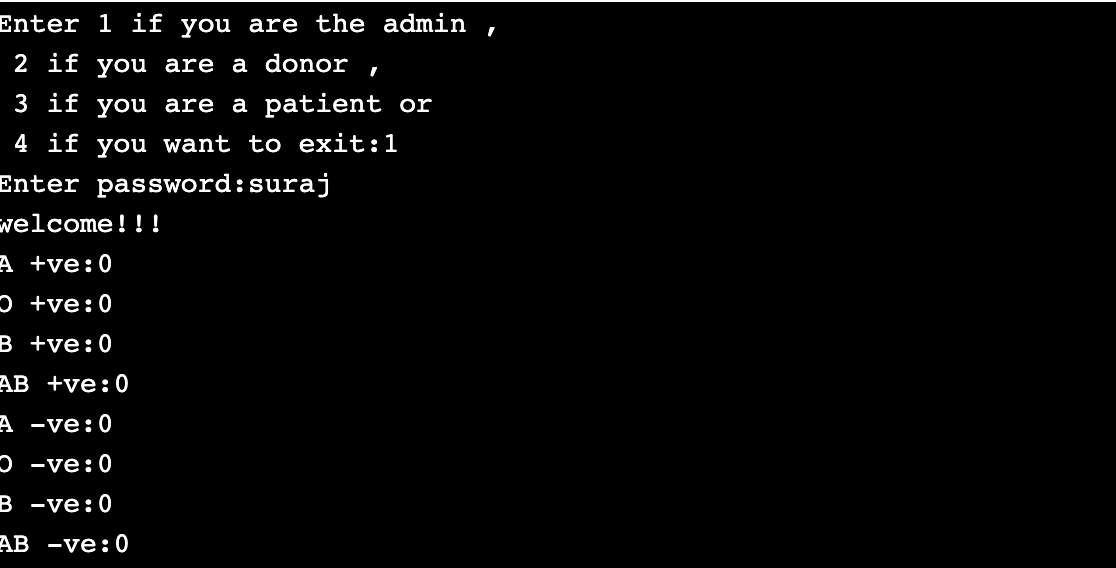 Enter 1 if you are the admin ,
2 if you are a donor ,
3 if you are a patient or
4 if you want to exit:1
Enter password:suraj
welcome!!!
A +ve:0
O +ve:0
B +ve:0
AB +ve:0
A -ve:0
O -ve:0
B -ve:0
AB -ve:0